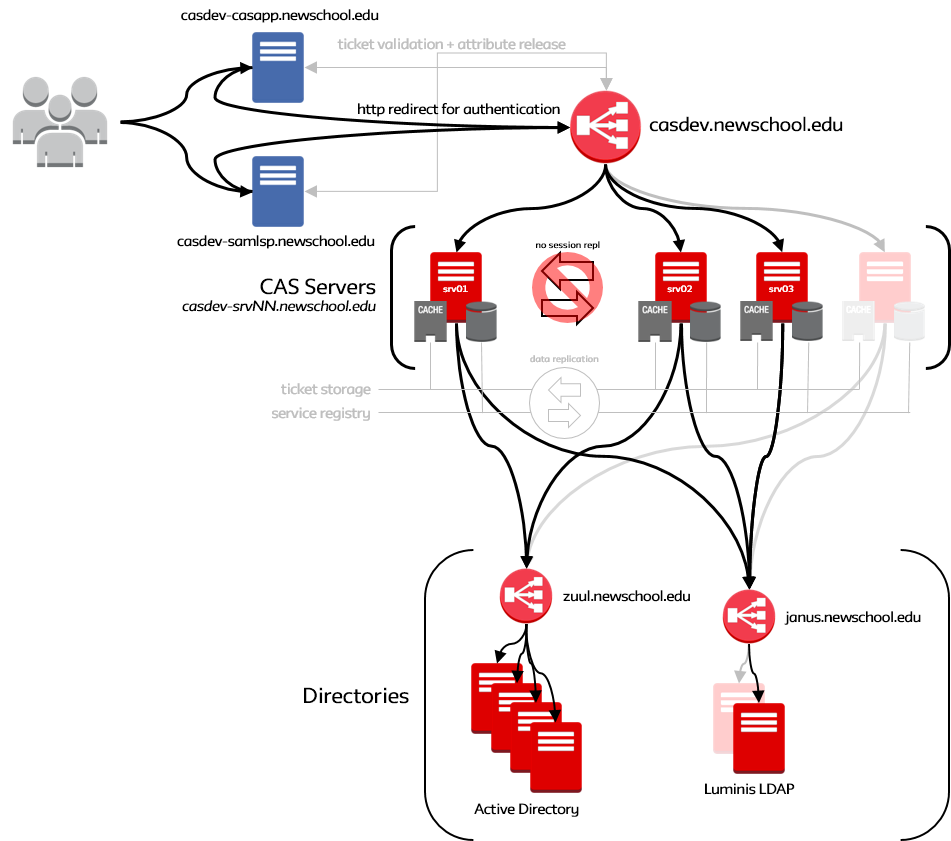 casdev-casapp.newschool.edu
ticket validation + attribute release
http redirect for authentication
casdev.newschool.edu
casdev-samlsp.newschool.edu
no session repl
CAS Servers
casdev-srvNN.newschool.edu
srv01
srv02
srv03
CACHE
CACHE
CACHE
CACHE
data replication
ticket storage
service registry
zuul.newschool.edu
janus.newschool.edu
Directories
Luminis LDAP
Active Directory